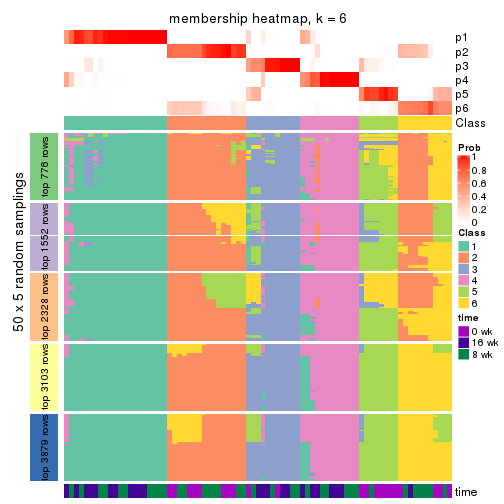 membership heatmap, k = 6
p1
p2
p3
p4
p5
p6
Class
50 x 5 random samplings
top 776 rows
top 1552 rows
top 2328 rows
top 3103 rows
top 3879 rows
time
Prob
1
0.8
0.6
0.4
0.2
0
Class
1
2
3
4
5
6
time
0 wk
16 wk
8 wk